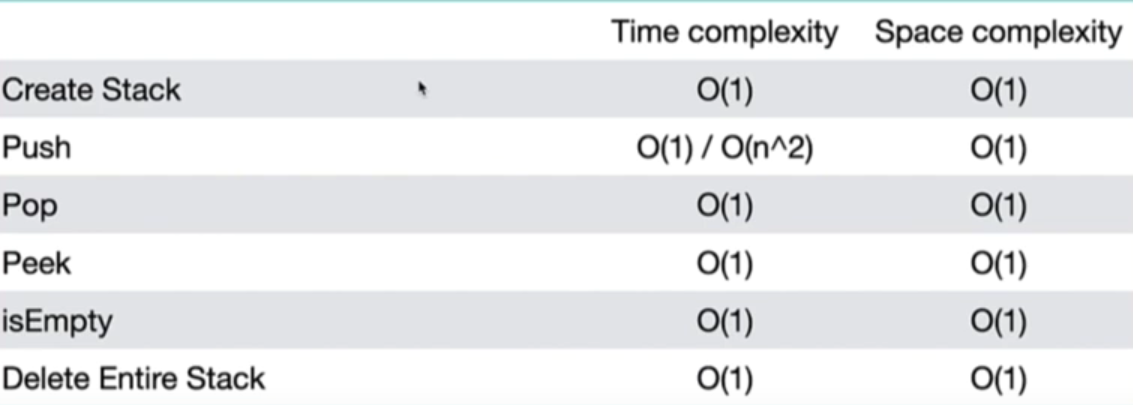 Time complexity Space complexity
Create Stack O(1) O(1)
Push O(1) / O(n^2) O(1)
Pop O(1) O(1)
Peek O(1) O(1)
isEmpty O(1) O(1)
Delete Entire Stack O(1) O(1)